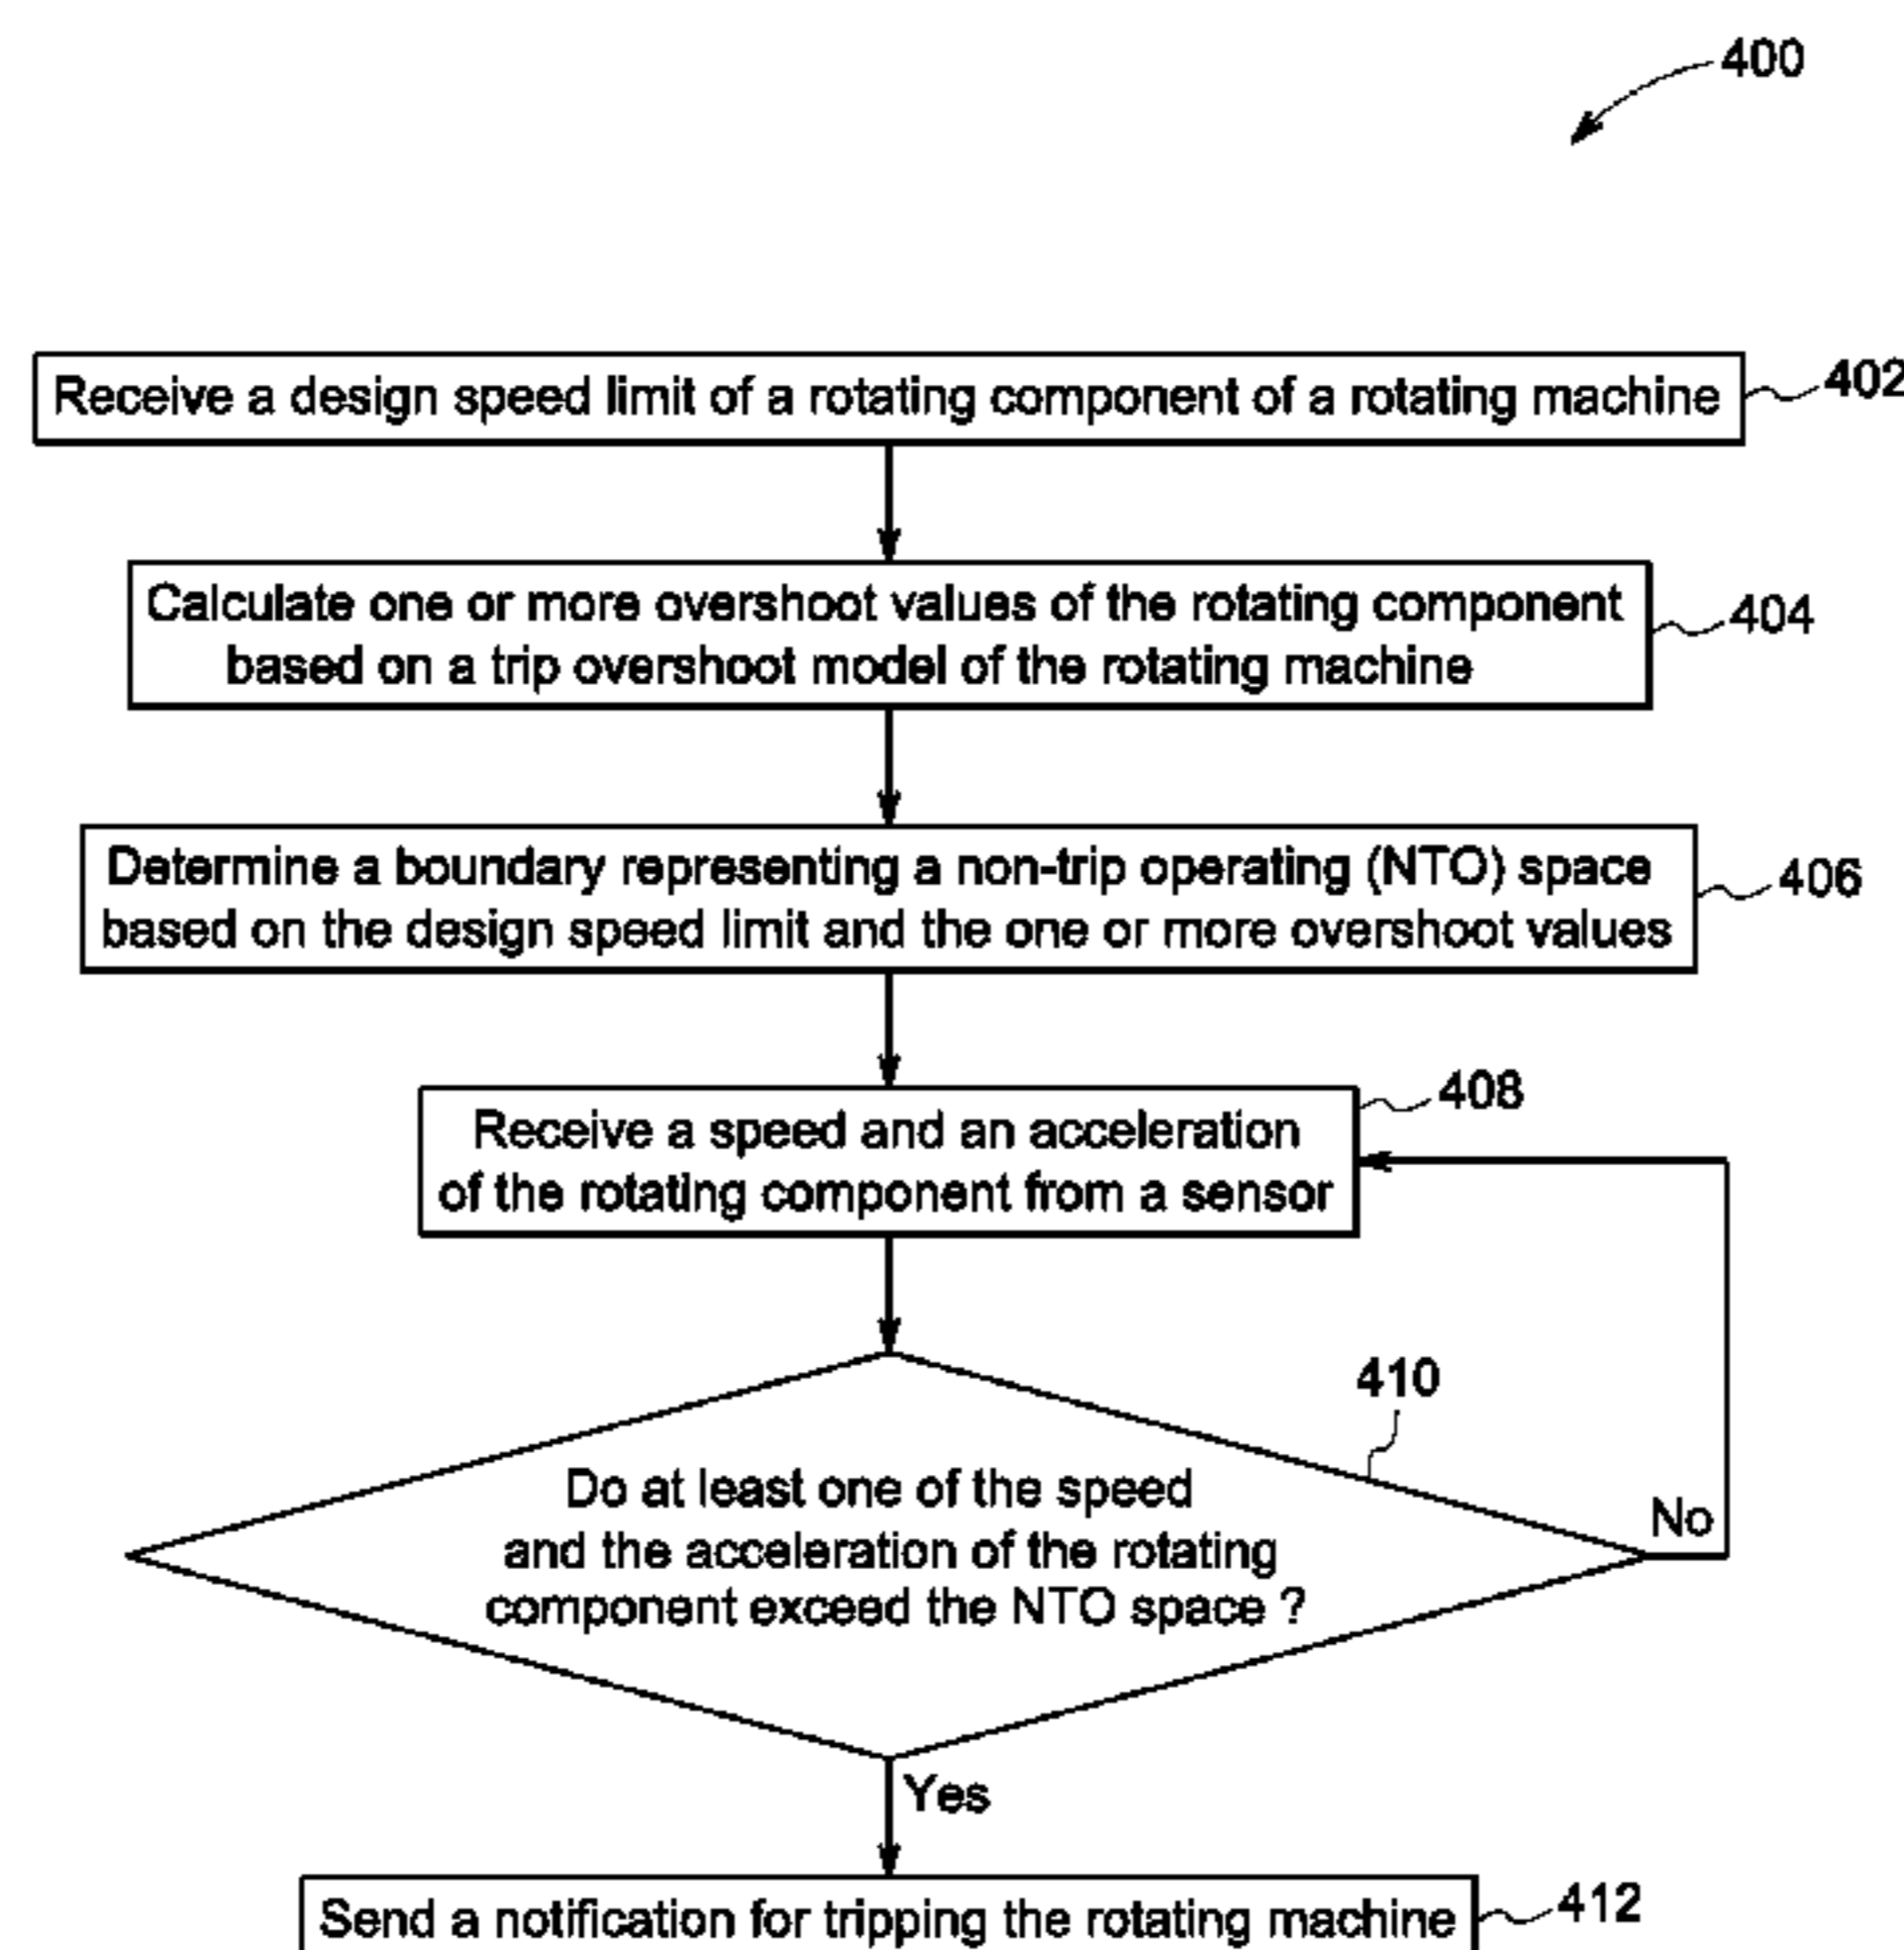 400
Receive a design speed limit of a rotating component of a rotating machine
402
Calculate one or more overshoot values of the rotating component
based on a trip overshoot model of the rotating machine
404
Determine a boundary representing a non-trip operating (NTO) space
based on the design speed limit and the one or more overshoot values
406
Receive a speed and an acceleration
of the rotating component from a sensor
408
410
Do at least one of the speed
and the acceleration of the rotating
component exceed the NTO space ?
No
Yes
Send a notification for tripping the rotating machine
412